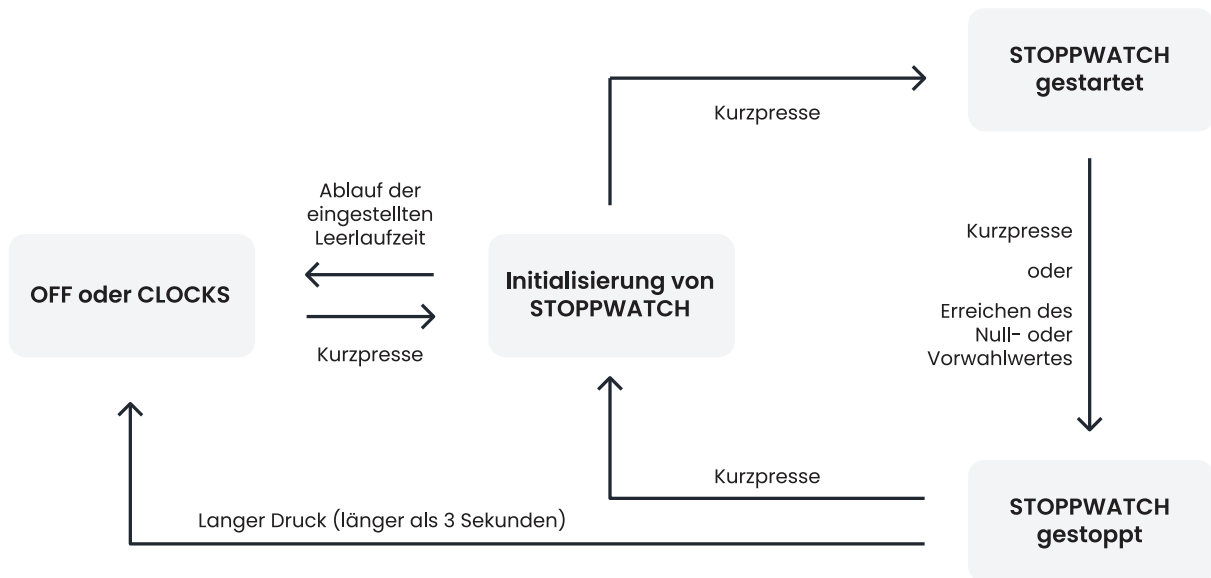 STOPPWATCH
gestartet
Kurzpresse
Ablauf der
eingestellten
Leerlaufzeit
Kurzpresse
oder
Erreichen des
Null- oder
Vorwahlwertes
OFF oder CLOCKS
Initialisierung von
STOPPWATCH
Kurzpresse
Kurzpresse
STOPPWATCH
gestoppt
Langer Druck (länger als 3 Sekunden)